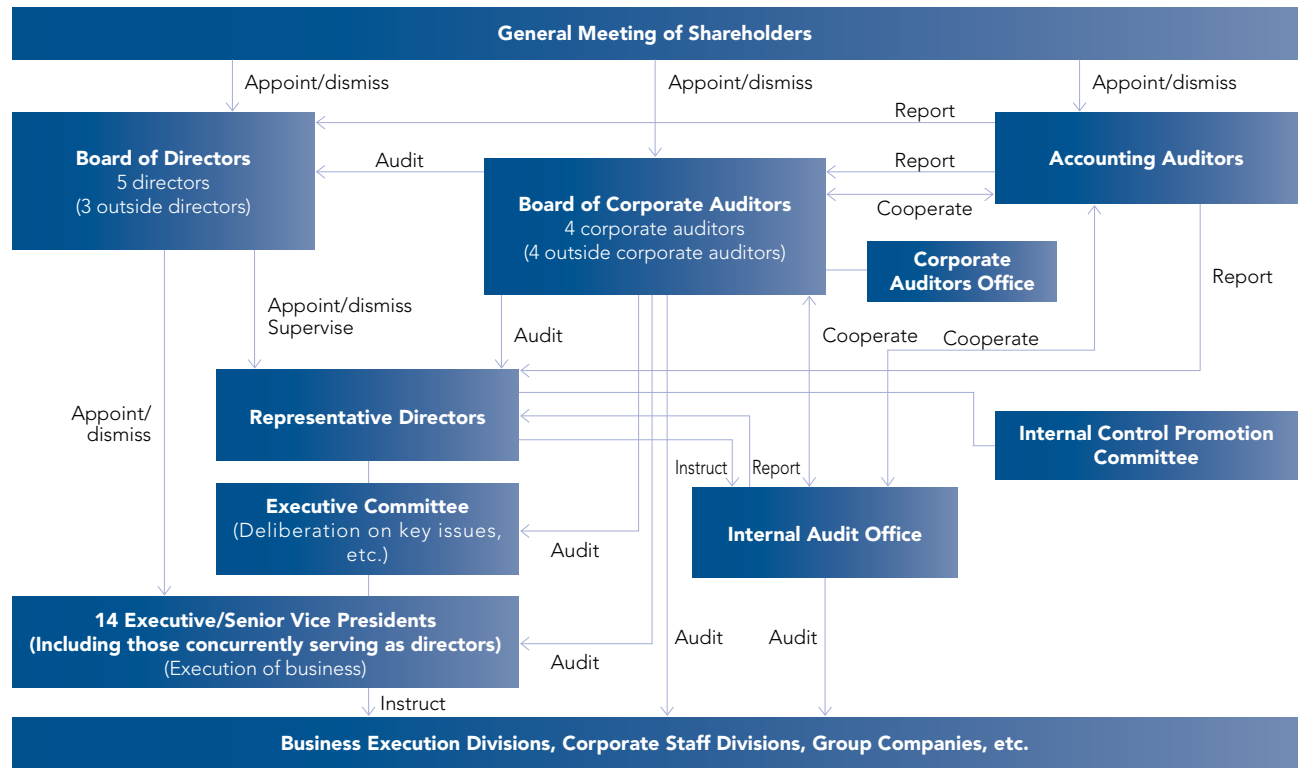 General Meeting of Shareholders
Appoint/dismiss
Appoint/dismiss
Appoint/dismiss
Report
Board of Directors
5 directors
(3 outside directors)
Audit
Board of Corporate Auditors
4 corporate auditors
(4 outside corporate auditors)
Report
Cooperate
Accounting Auditors
Corporate
Auditors Office
Report
Appoint/dismiss
Supervise
Audit
Cooperate
Cooperate
Appoint/
dismiss
Representative Directors
Internal Control Promotion
Committee
Instruct
Report
Executive Committee
(Deliberation on key issues,
etc.)
Audit
Internal Audit Office
14 Executive/Senior Vice Presidents
(Including those concurrently serving as directors)
(Execution of business)
Audit
Audit
Audit
Instruct
Business Execution Divisions, Corporate Staff Divisions, Group Companies, etc.